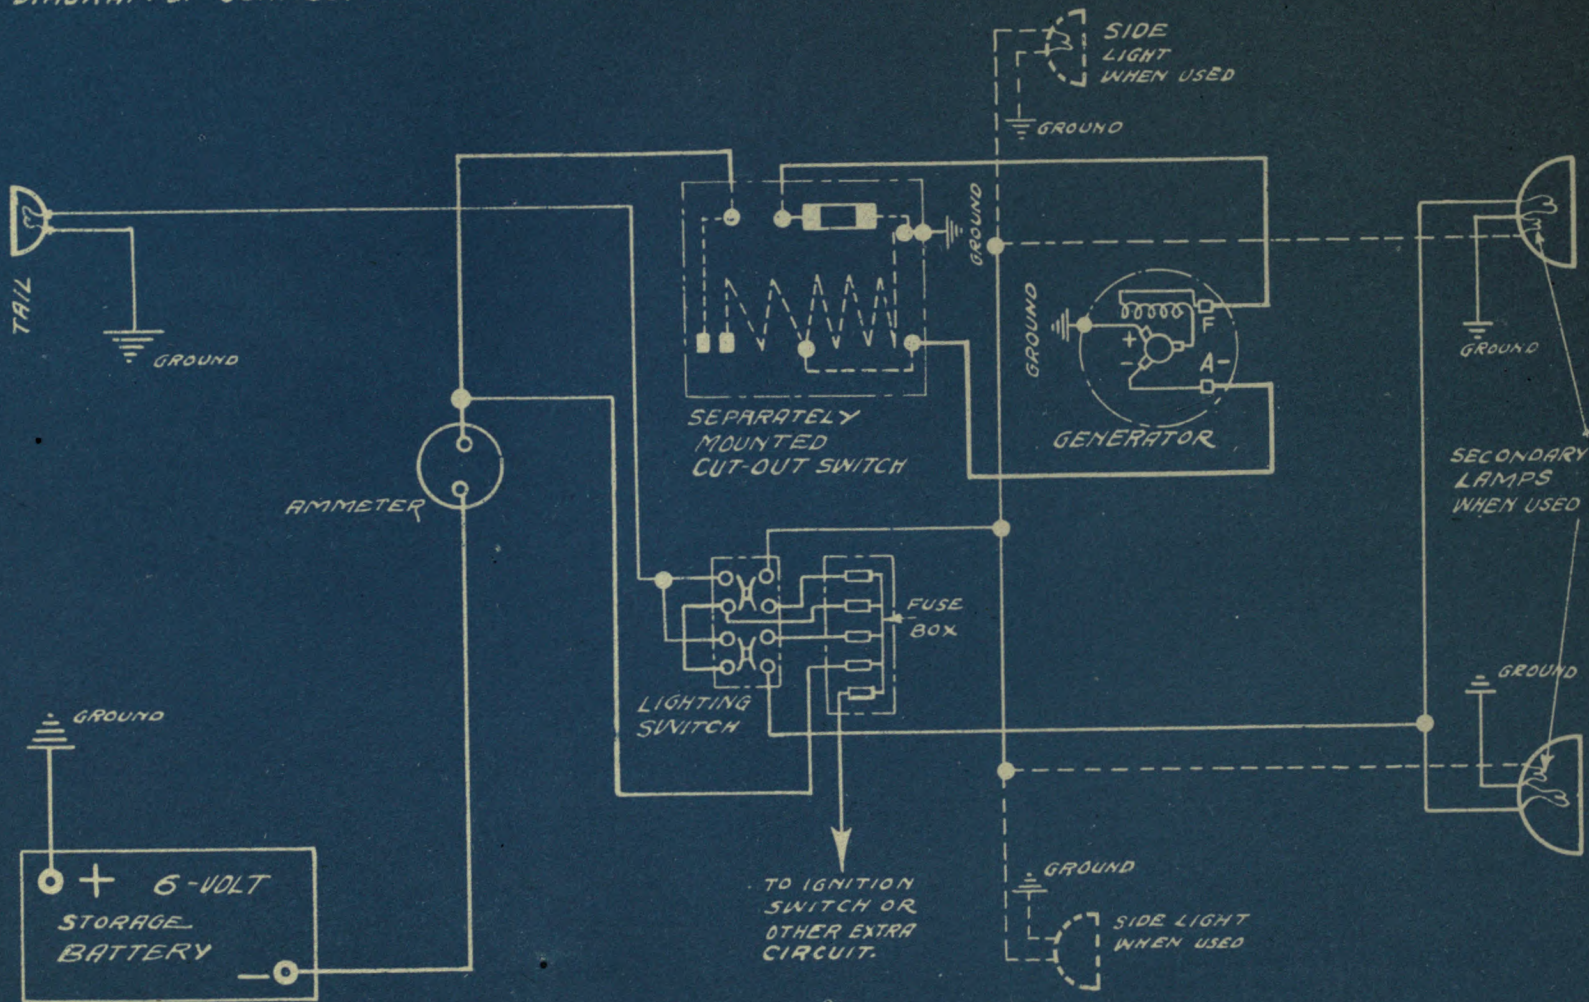 SIDE
LIGHT
WHEN USED
GROUND
TAIL
GROUND
GROUND
GROUND
GROUND
SEPARATELY
MOUNTED
CUT-OUT SWITCH
+
-
F
A-
GENERATOR
AMMETER
SECONDARY
LAMPS
WHEN USED
FUSE
BOX
LIGHTING
SWITCH
GROUND
GROUND
+ 6-VOLT
STORAGE
BATTERY
-
TO IGNITION
SWITCH OR
OTHER EXTRA
CIRCUIT.
GROUND
SIDE LIGHT
WHEN USED